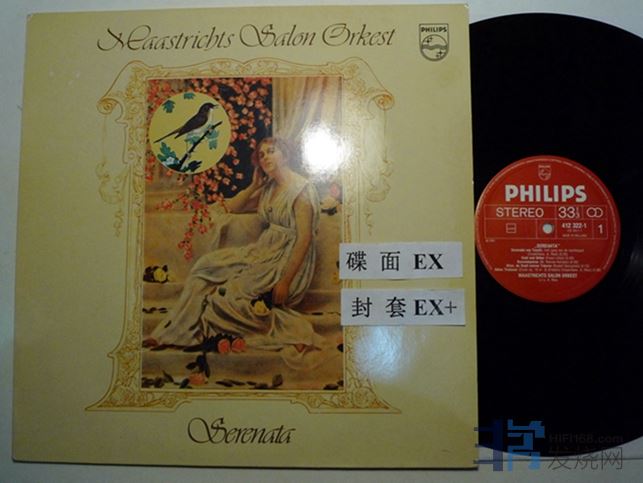 Maastrichts Salon Orkest
PHILIPS
碟面 EX
封套 EX+
Serenata
PHILIPS
STEREO 33⅓
412 322-1
1
„SERENATA”
MAASTRICHTS SALON ORKEST
HIFI168.com
发烧网